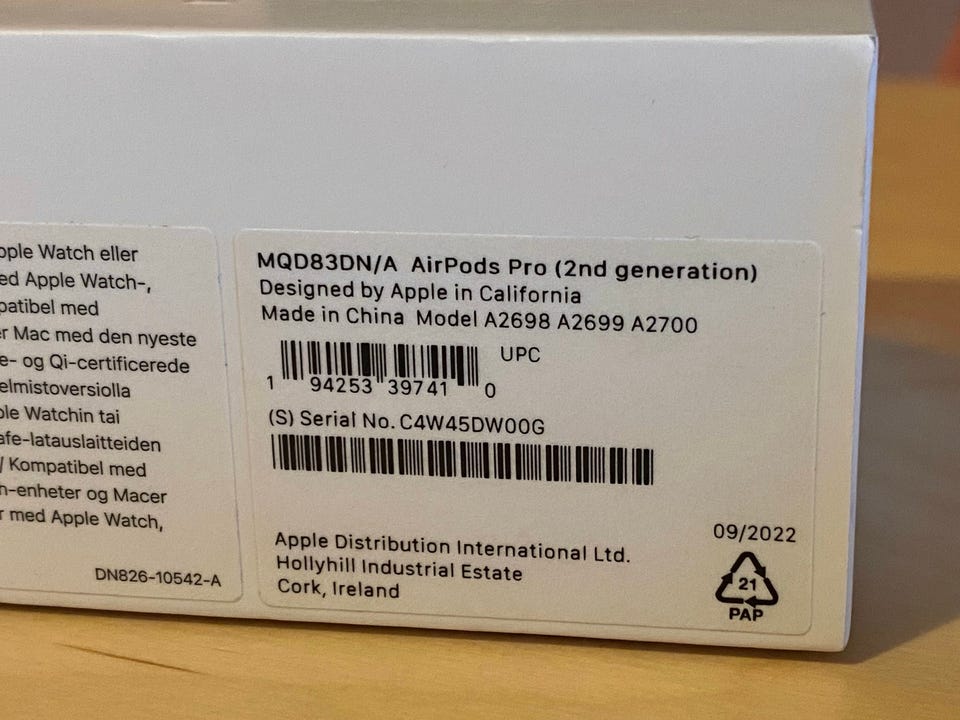 pple Watch eller
ed Apple Watch-,
patibel med
er Mac med den nyeste
e- og Qi-certificerede
elmistoversiolla
ple Watchin tai
afe-latauslaitteiden
/ Kompatibel med
h-enheter og Macer
r med Apple Watch,
DN826-10542-A
MQD83DN/A AirPods Pro (2nd generation)
Designed by Apple in California
Made in China Model A2698 A2699 A2700
UPC
1 94253 39741 0
(S) Serial No. C4W45DW00G
Apple Distribution International Ltd.
Hollyhill Industrial Estate
Cork, Ireland
09/2022
21
PAP